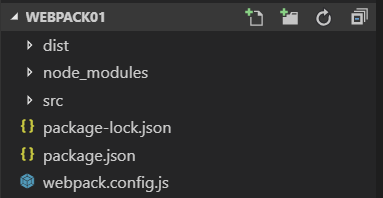 WEBPACK01
dist
node_modules
src
package-lock.json
package.json
webpack.config.js